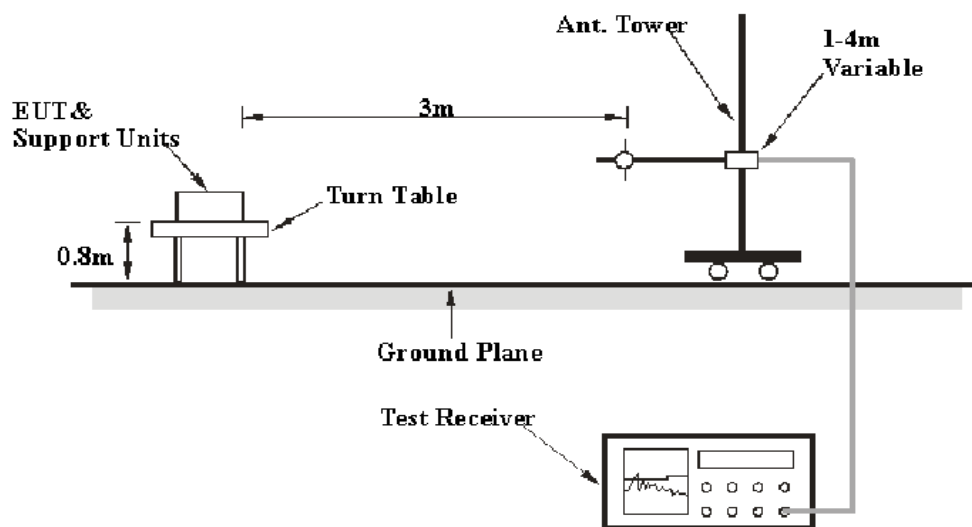 Ant. Tower
1-4m
Variable
3m
EUT&
Support Units
Turn Table
0.8m
Ground Plane
Test Receiver